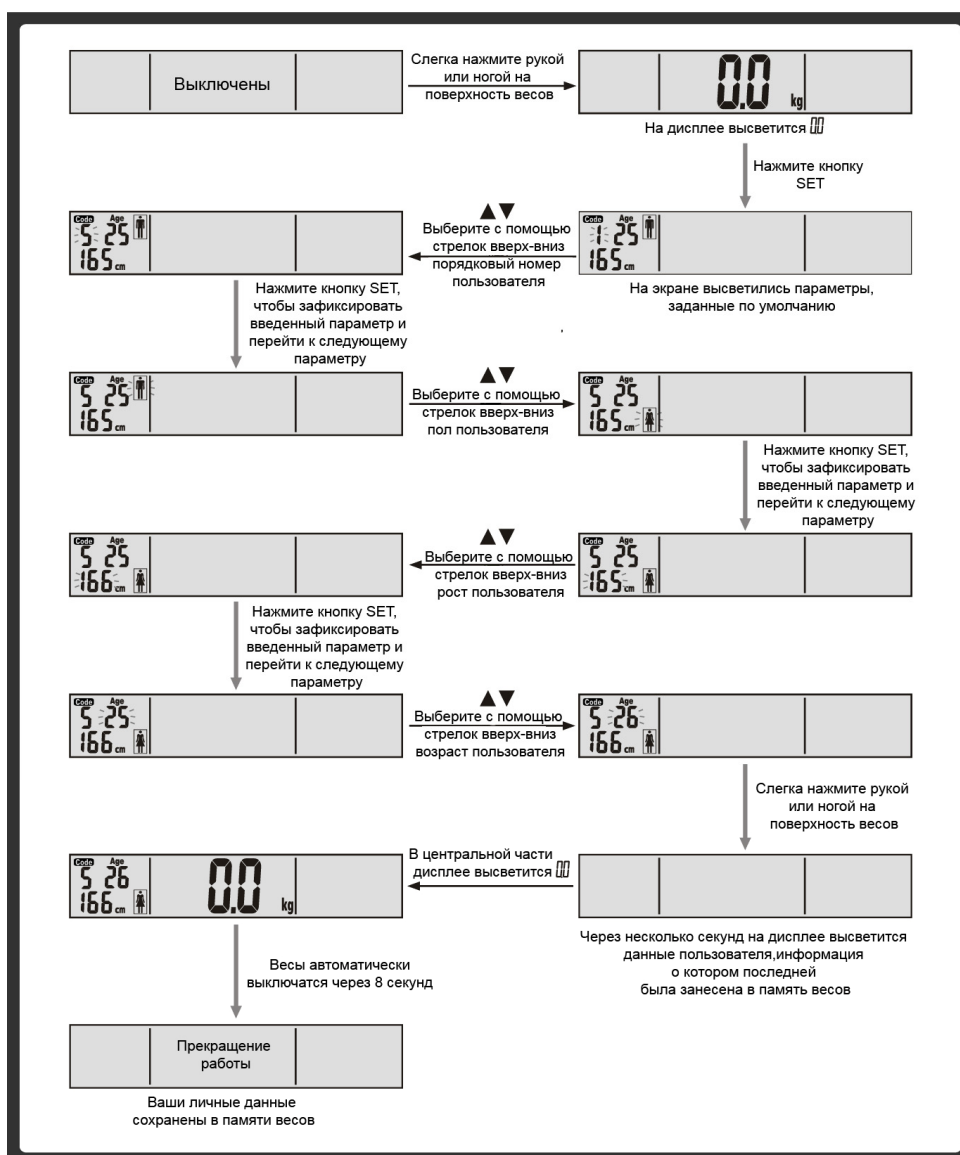 Выключены
Слегка нажмите рукой
или ногой на
поверхность весов
0.0 kg
На дисплее высветится 0.0
Нажмите кнопку
SET
Code Age
5 25
165 cm
▲▼
Выберите с помощью
стрелок вверх-вниз
порядковый номер
пользователя
Code Age
1 25
165 cm
На экране высветились параметры,
заданные по умолчанию
Нажмите кнопку SET,
чтобы зафиксировать
введенный параметр и
перейти к следующему
параметру
Code Age
5 25
165 cm
▲▼
Выберите с помощью
стрелок вверх-вниз
пол пользователя
Code Age
5 25
165 cm
Нажмите кнопку SET,
чтобы зафиксировать
введенный параметр и
перейти к следующему
параметру
Code Age
5 25
166 cm
▲▼
Выберите с помощью
стрелок вверх-вниз
рост пользователя
Code Age
5 25
165 cm
Нажмите кнопку SET,
чтобы зафиксировать
введенный параметр и
перейти к следующему
параметру
Code Age
5 25
166 cm
▲▼
Выберите с помощью
стрелок вверх-вниз
возраст пользователя
Code Age
5 26
166 cm
Слегка нажмите рукой
или ногой на
поверхность весов
Code Age
5 26
166 cm
0.0 kg
В центральной части
дисплее высветится 0.0
Через несколько секунд на дисплее высветится
данные пользователя,информация
о котором последней
была занесена в память весов
Весы автоматически
выключатся через 8 секунд
Прекращение
работы
Ваши личные данные
сохранены в памяти весов